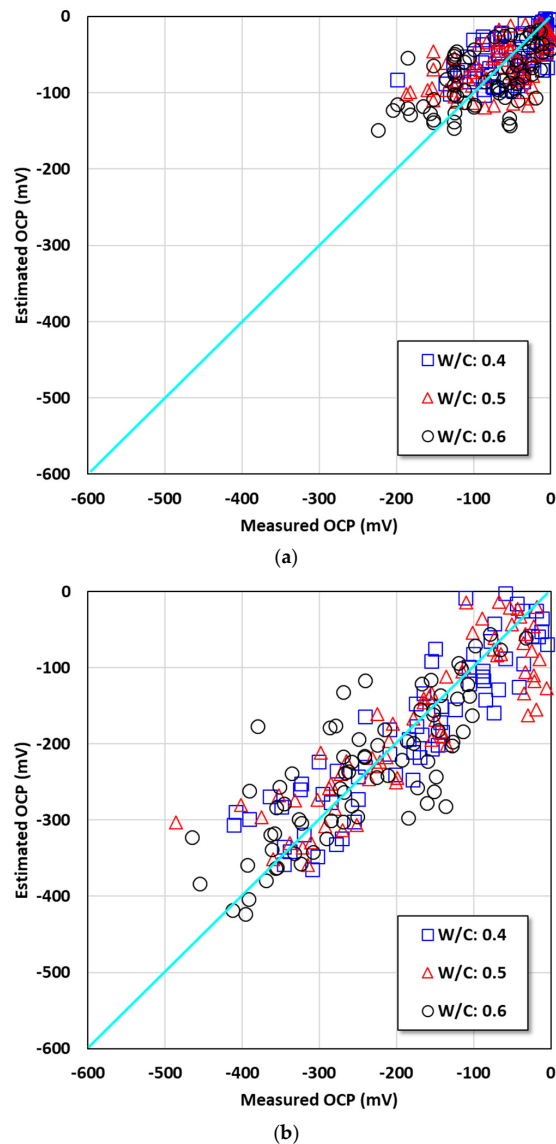 0
-100
-200
-300
-400
-500
-600
Estimated OCP (mV)
W/C: 0.4
W/C: 0.5
W/C: 0.6
-600 -500 -400 -300 -200 -100 0
Measured OCP (mV)
(a)
0
-100
-200
-300
-400
-500
-600
Estimated OCP (mV)
W/C: 0.4
W/C: 0.5
W/C: 0.6
-600 -500 -400 -300 -200 -100 0
Measured OCP (mV)
(b)